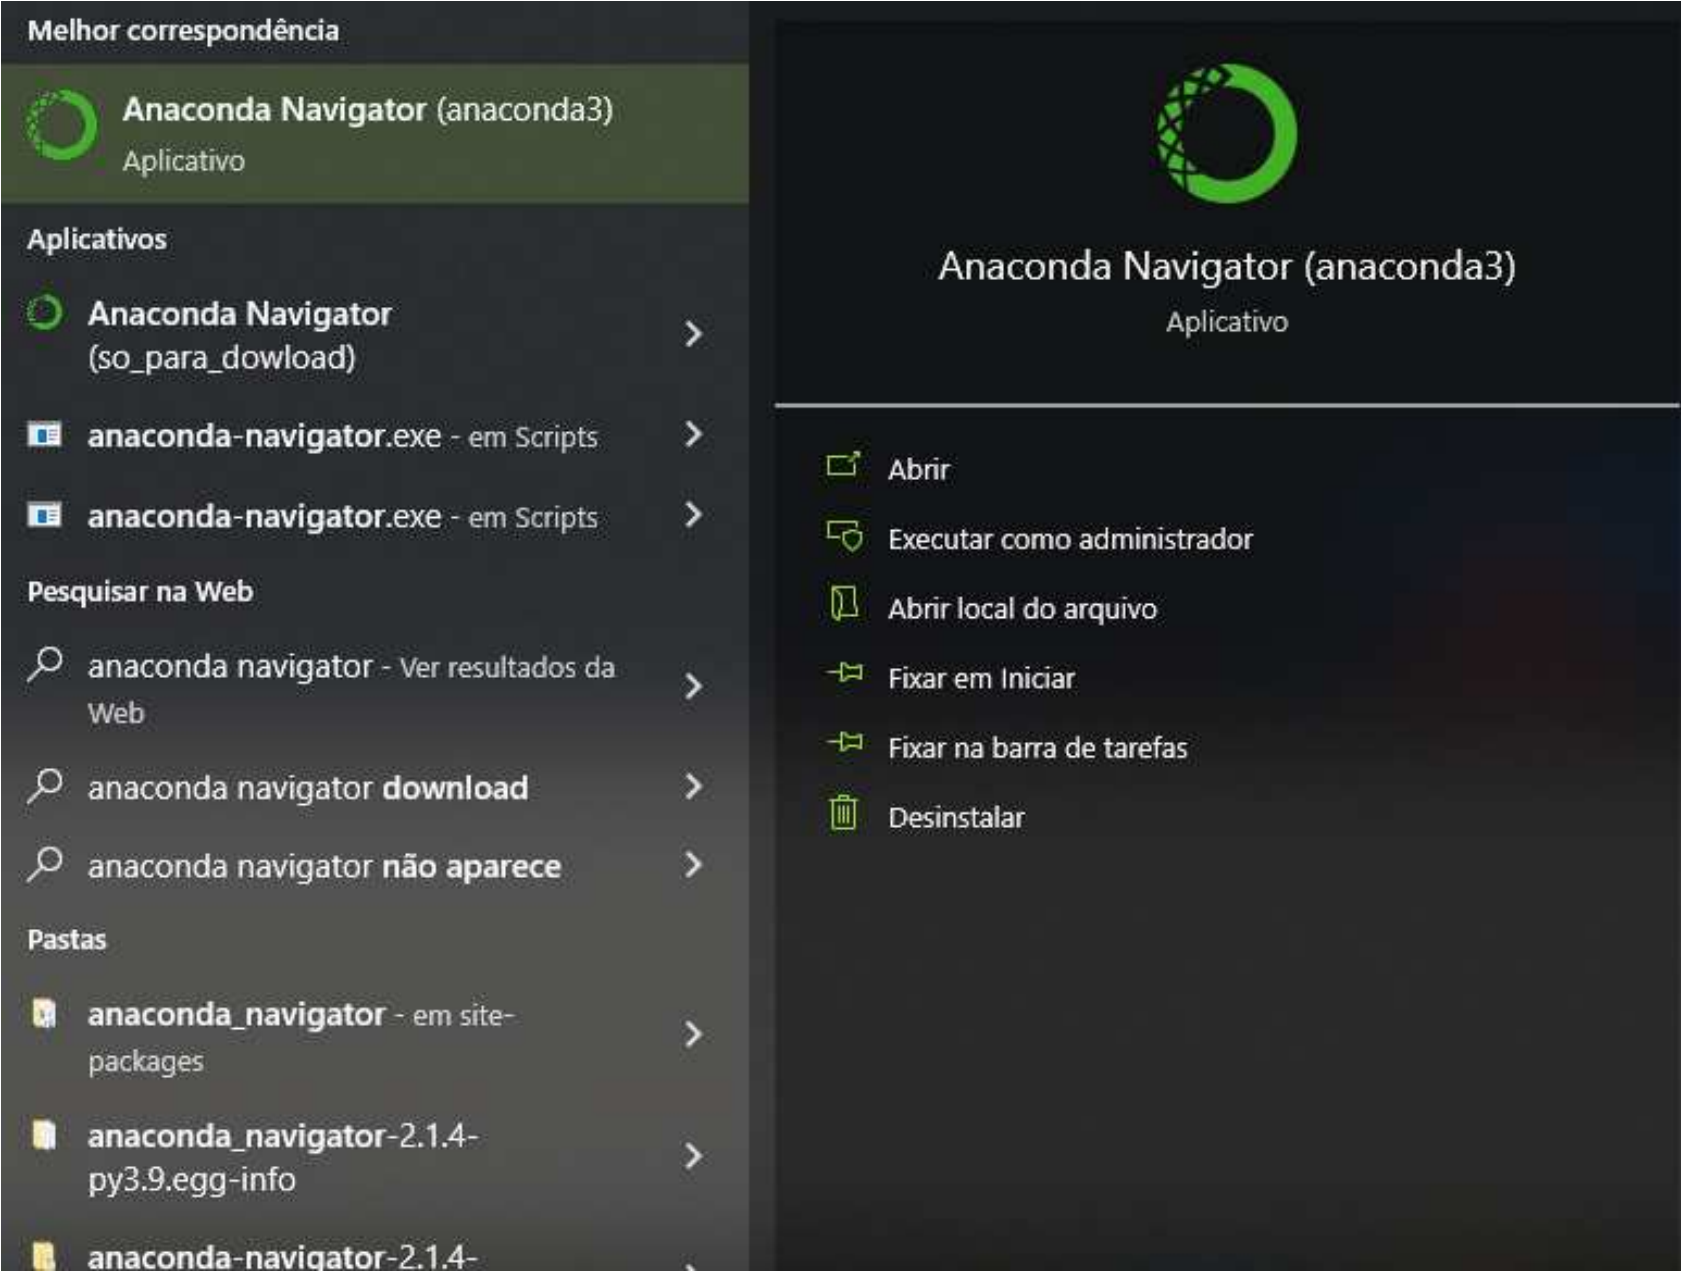 Melhor correspondência
Anaconda Navigator (anaconda3)
Aplicativo
Aplicativos
Anaconda Navigator
(so_para_dowload)
anaconda-navigator.exe - em Scripts
anaconda-navigator.exe - em Scripts
Pesquisar na Web
anaconda navigator - Ver resultados da
Web
anaconda navigator download
anaconda navigator não aparece
Pastas
anaconda_navigator - em site-
packages
anaconda_navigator-2.1.4-
py3.9.egg-info
anaconda-navigator-2.1.4-
Anaconda Navigator (anaconda3)
Aplicativo
Abrir
Executar como administrador
Abrir local do arquivo
Fixar em Iniciar
Fixar na barra de tarefas
Desinstalar